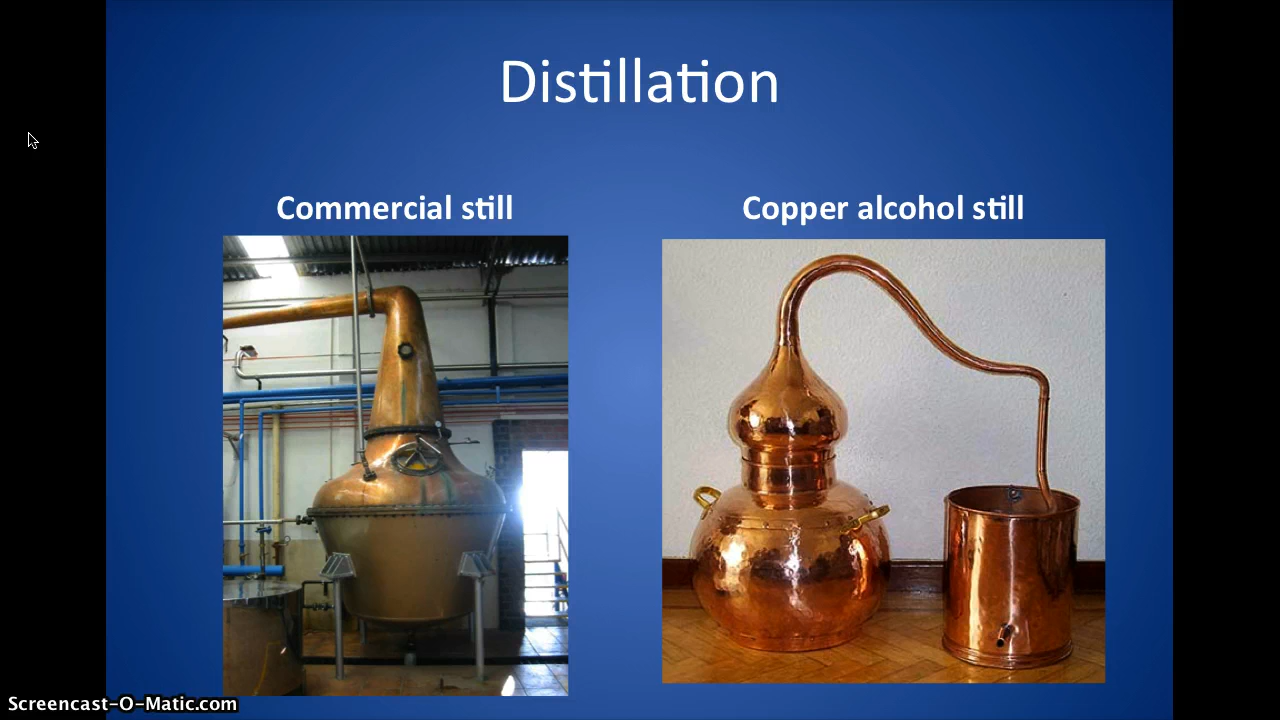 Distillation
Commercial still
Copper alcohol still
Screencast-O-Matic.com